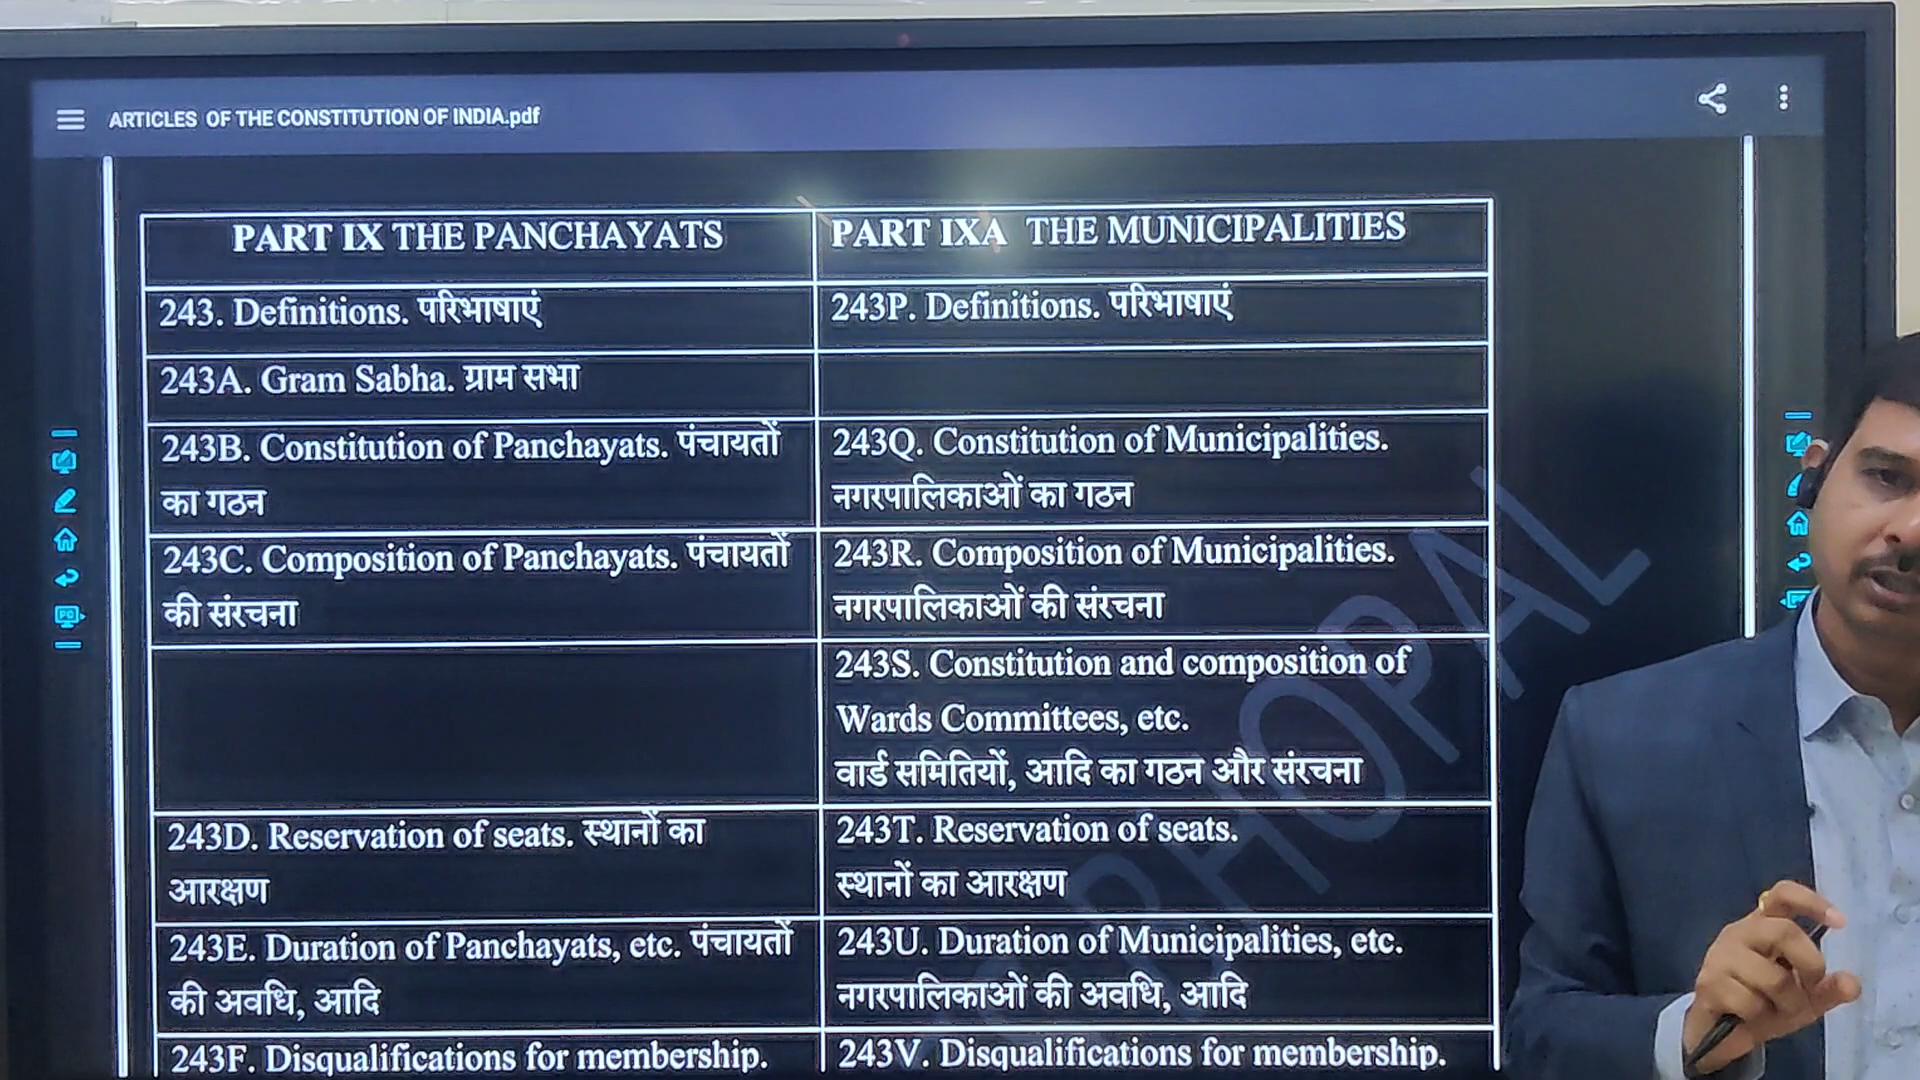 ARTICLES OF THE CONSTITUTION OF INDIA.pdf
PART IX THE PANCHAYATS
PART IXA THE MUNICIPALITIES
243. Definitions. परिभाषाएं
243P. Definitions. परिभाषाएं
243A. Gram Sabha. ग्राम सभा
243B. Constitution of Panchayats. पंचायतों
का गठन
243Q. Constitution of Municipalities.
नगरपालिकाओं का गठन
243C. Composition of Panchayats. पंचायतों
की संरचना
243R. Composition of Municipalities.
नगरपालिकाओं की संरचना
243S. Constitution and composition of
Wards Committees, etc.
वार्ड समितियों, आदि का गठन और संरचना
243D. Reservation of seats. स्थानों का
आरक्षण
243T. Reservation of seats.
स्थानों का आरक्षण
243E. Duration of Panchayats, etc. पंचायतों
की अवधि, आदि
243U. Duration of Municipalities, etc.
नगरपालिकाओं की अवधि, आदि
243F. Disqualifications for membership.
243V. Disqualifications for membership.
BHOPAL
PC